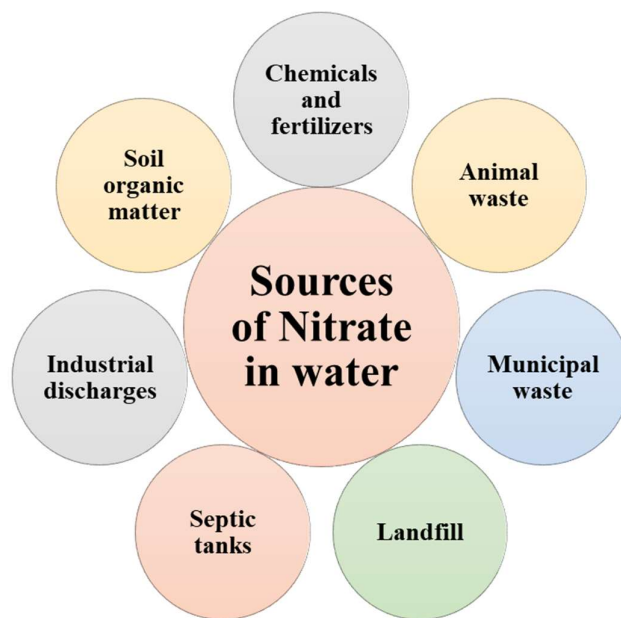 Chemicals
and
fertilizers
Animal
waste
Municipal
waste
Landfill
Septic
tanks
Industrial
discharges
Soil
organic
matter
Sources
of Nitrate
in water